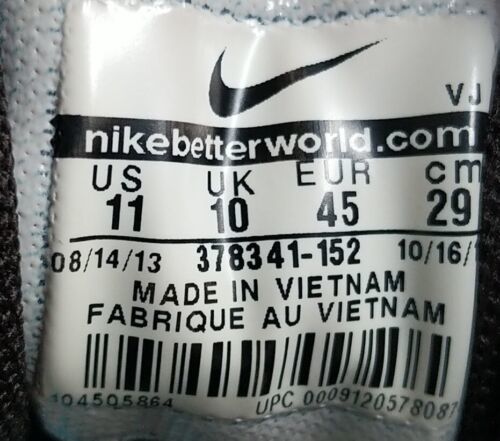 VJ
nikebetterworld.com
US UK EUR cm
11 10 45 29
08/14/13 378341-152 10/16/
MADE IN VIETNAM
FABRIQUE AU VIETNAM
104505864 UPC 0009120578087